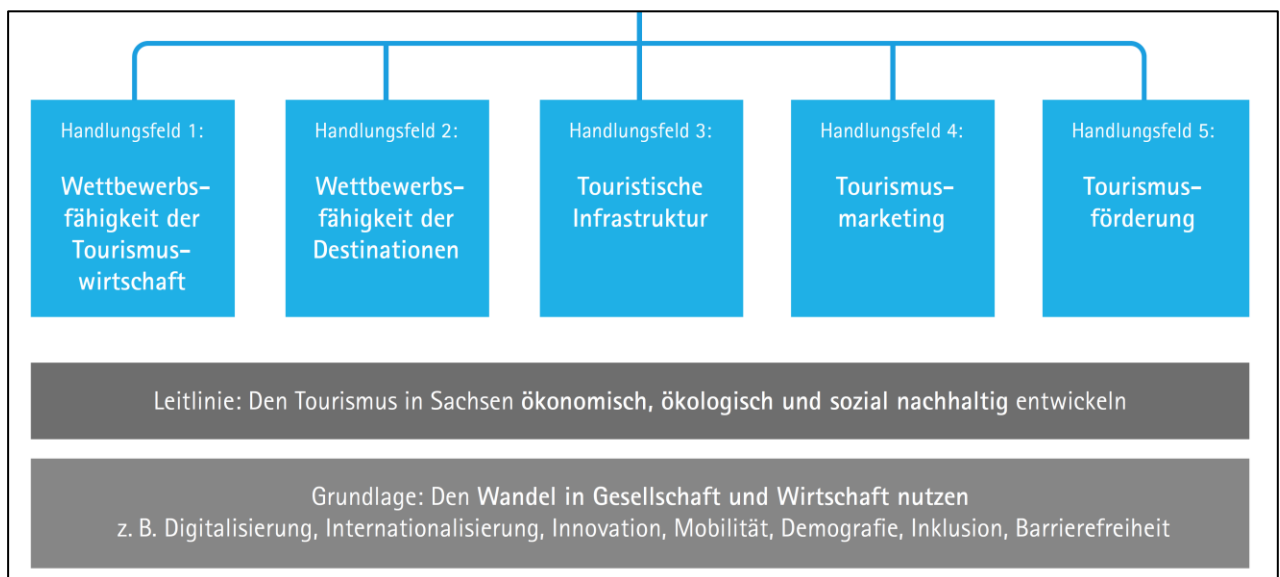 Handlungsfeld 1:
Wettbewerbs-
fähigkeit der
Tourismus-
wirtschaft
Handlungsfeld 2:
Wettbewerbs-
fähigkeit der
Destinationen
Handlungsfeld 3:
Touristische
Infrastruktur
Handlungsfeld 4:
Tourismus-
marketing
Handlungsfeld 5:
Tourismus-
förderung
Leitlinie: Den Tourismus in Sachsen ökonomisch, ökologisch und sozial nachhaltig entwickeln
Grundlage: Den Wandel in Gesellschaft und Wirtschaft nutzen
z. B. Digitalisierung, Internationalisierung, Innovation, Mobilität, Demografie, Inklusion, Barrierefreiheit